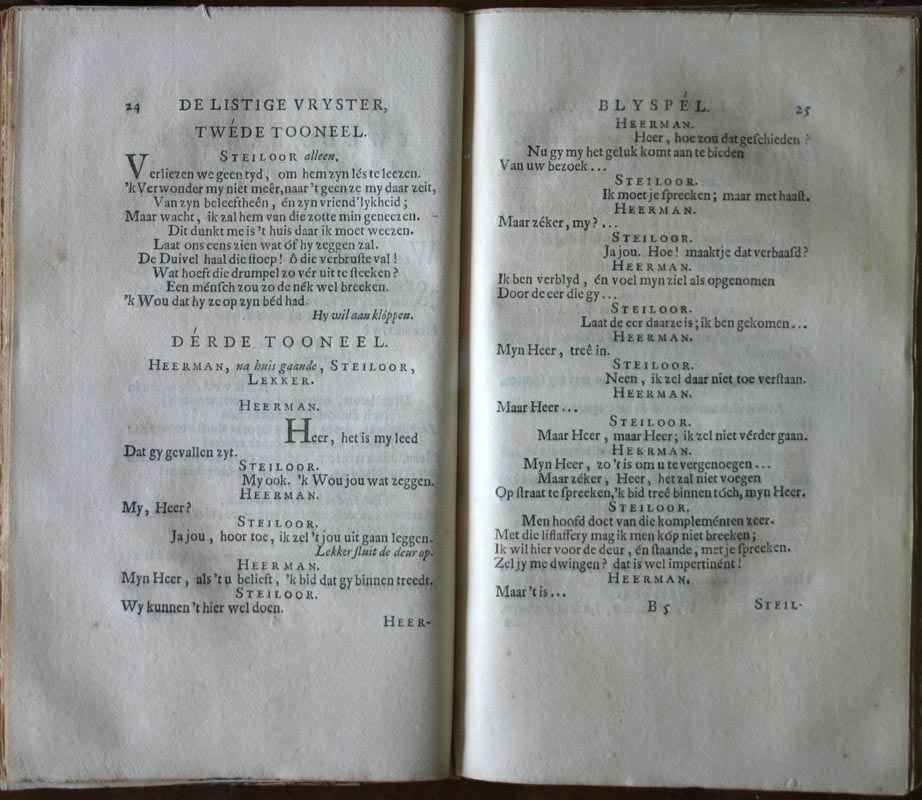 24 DE LISTIGE VRYSTER,
TWÉDE TOONEEL.
STEILOOR alleen.
Verliezen we geen tyd, om hem zyn lés te leezen.
'k Verwonder my niet meêr, naar 't geen ze my daar zeit,
Van zyn beleeftheên, én zyn vriend'lykheid;
Maar wacht, ik zal hem van die zotte min geneezen.
Dit dunkt me is 't huis daar ik moet weezen.
Laat ons eens zien wat óf hy zeggen zal.
De Duivel haal die stoep! ô die verbruste val!
Wat hoeft die drumpel zo vér uit te steeken?
Een ménsch zou zo de nék wel breeken.
'k Wou dat hy ze op zyn béd had.
Hy wil aan klóppen.
DÉRDE TOONEEL.
HEERMAN, na huis gaande, STEILOOR,
LEKKER.
HEERMAN.
Heer, het is my leed
Dat gy gevallen zyt.
STEILOOR.
My ook. 'k Wou jou wat zeggen.
HEERMAN.
My, Heer?
STEILOOR.
Ja jou, hoor toe, ik zel 't jou uit gaan leggen.
Lekker sluit de deur op.
HEERMAN.
Myn Heer, als 't u belieft, 'k bid dat gy binnen treedt.
STEILOOR.
Wy kunnen 't hier wel doen.
HEER-
BLYSPÉL. 25
HEERMAN.
Heer, hoe zou dat geschieden?
Nu gy my het geluk komt aan te bieden
Van uw bezoek...
STEILOOR.
Ik moet je spreeken; maar met haast.
HEERMAN.
Maar zéker, my?...
STEILOOR.
Ja jou. Hoe! maakt je dat verbaasd?
HEERMAN.
Ik ben verblyd, én voel myn ziel als opgenomen
Door de eer die gy...
STEILOOR.
Laat de eer daar ze is; ik ben gekomen...
HEERMAN.
Myn Heer, treê in.
STEILOOR.
Neen, ik zel daar niet toe verstaan.
HEERMAN.
Maar Heer...
STEILOOR.
Maar Heer, maar Heer; ik zel niet vérder gaan.
HEERMAN.
Myn Heer, zo 't is om u te vergenoegen...
Maar zéker, Heer, het zal niet voegen
Op straat te spreeken, 'k bid treê binnen tóch, myn Heer.
STEILOOR.
Men hoofd doet van die kompleménten zeer.
Met die liflaffery mag ik men kóp niet breeken;
Ik wil hier voor de deur, én staande, met je spreeken.
Zel jy me dwingen? dat is wel impertinént!
HEERMAN.
Maar 't is...
B 5 STEIL-